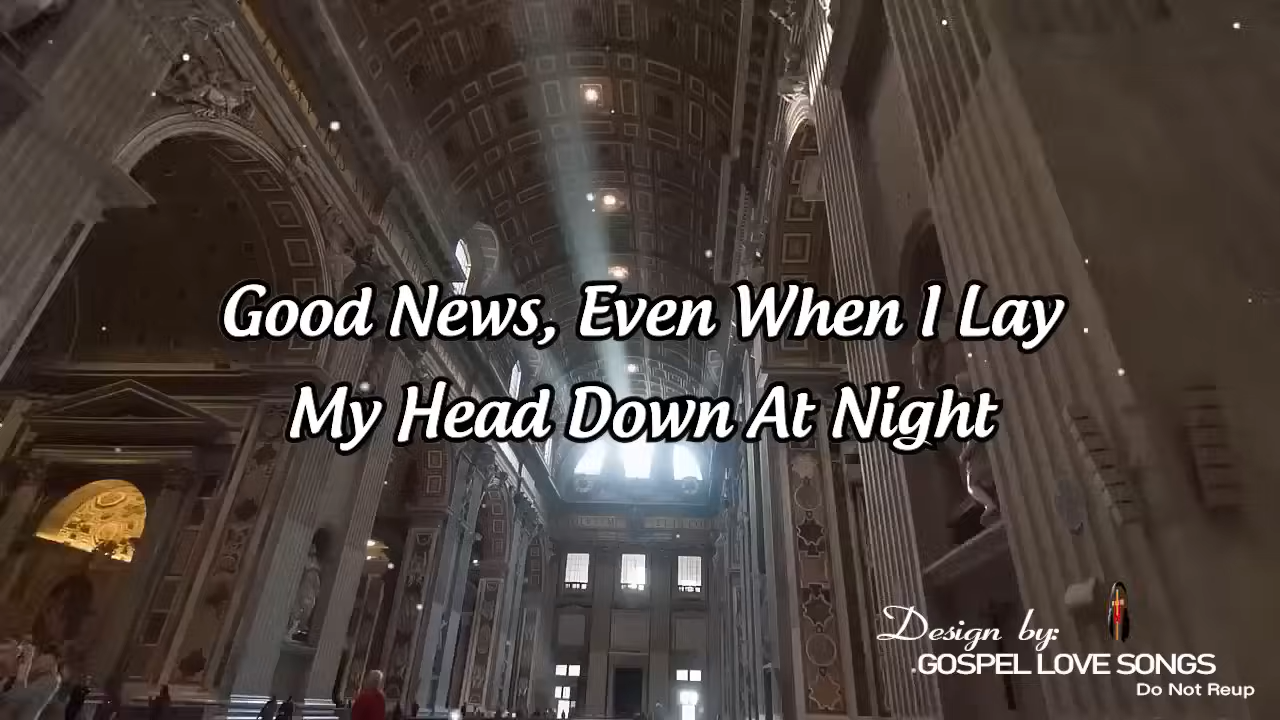 Good News, Even When I Lay
My Head Down At Night
Design by:
GOSPEL LOVE SONGS
Do Not Reup